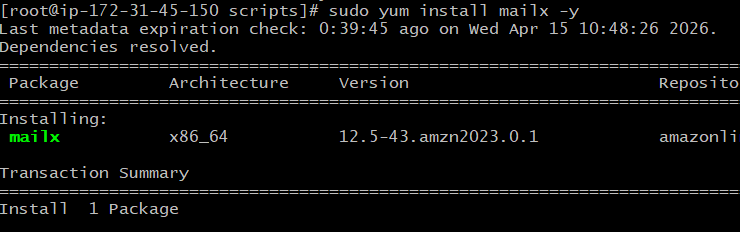 [root@ip-172-31-45-150 scripts]# sudo yum install mailx -y
Last metadata expiration check: 0:39:45 ago on Wed Apr 15 10:48:26 2026.
Dependencies resolved.
================================================================================
Package Architecture Version Reposito
================================================================================
Installing:
mailx x86_64 12.5-43.amzn2023.0.1 amazonli
Transaction Summary
================================================================================
Install 1 Package